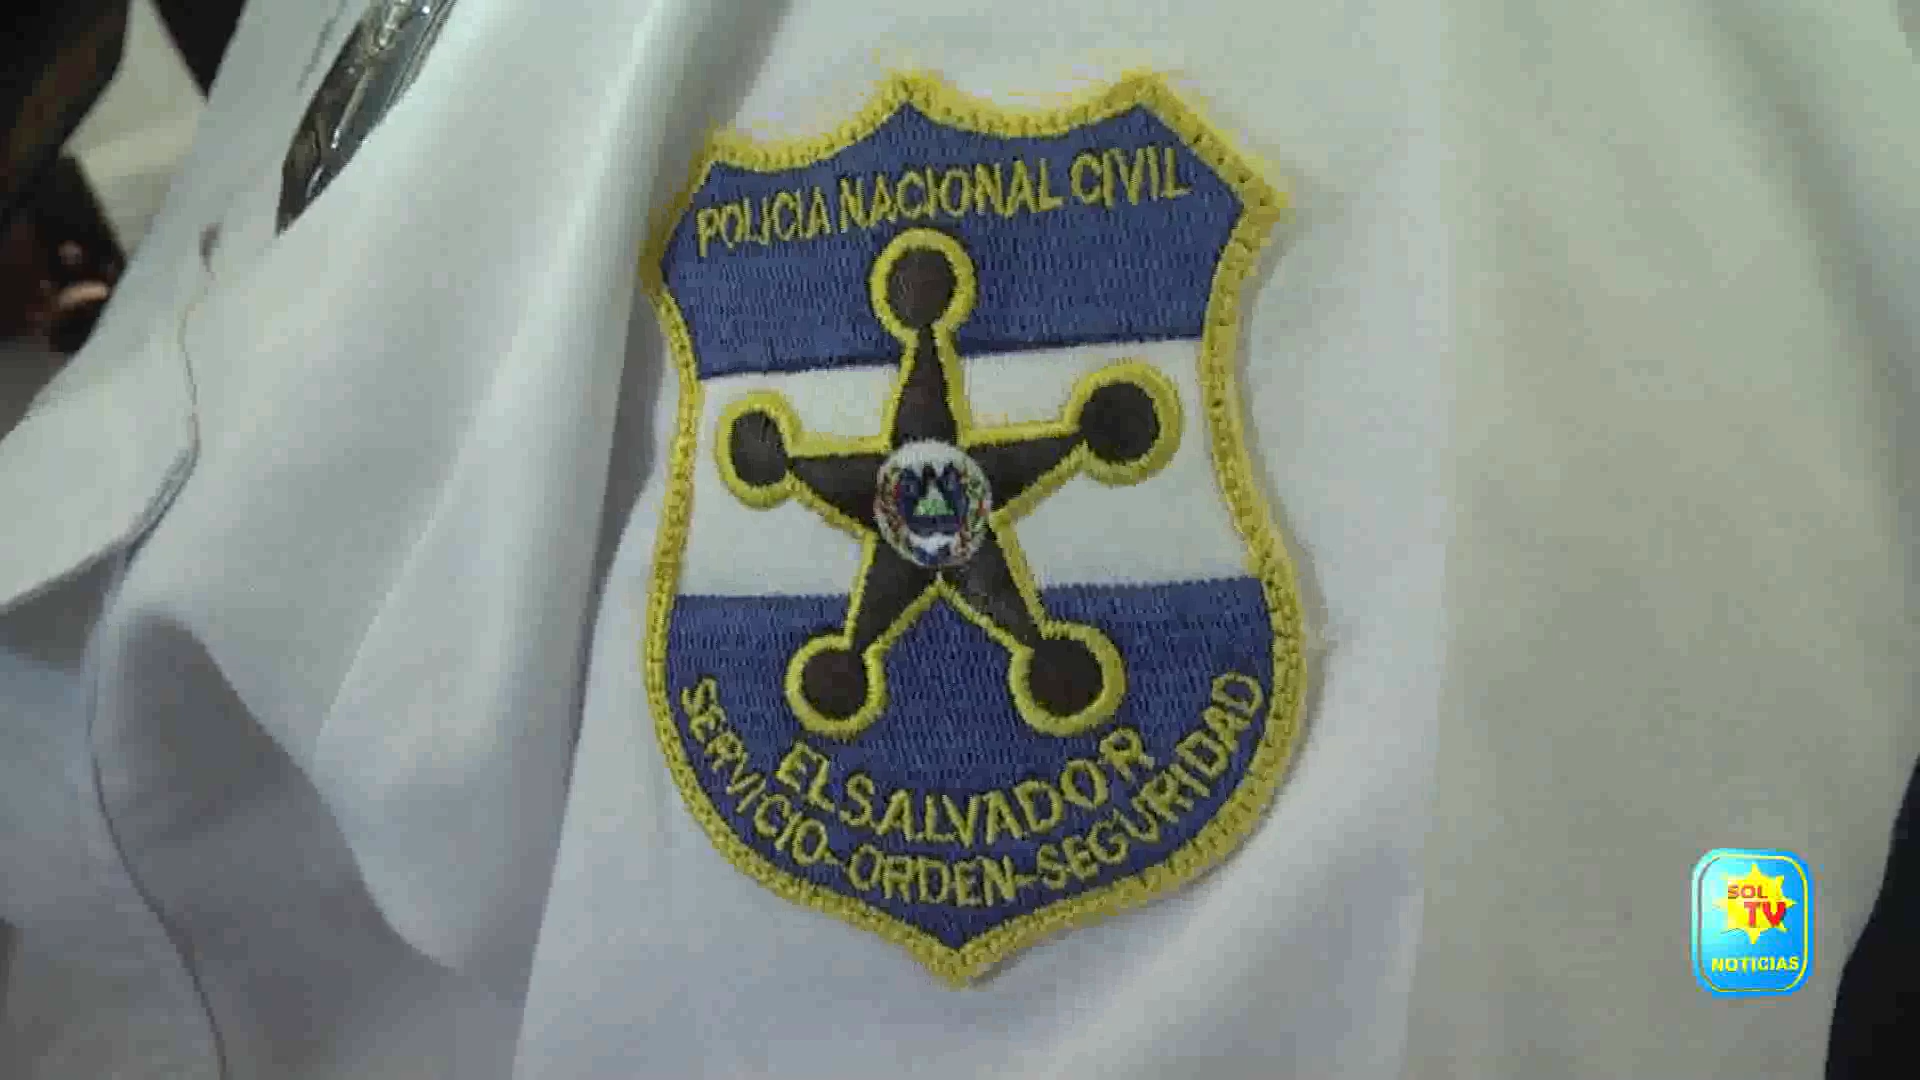 POLICIA NACIONAL CIVIL
EL SALVADOR
SERVICIO-ORDEN-SEGURIDAD
SOL
TV
NOTICIAS